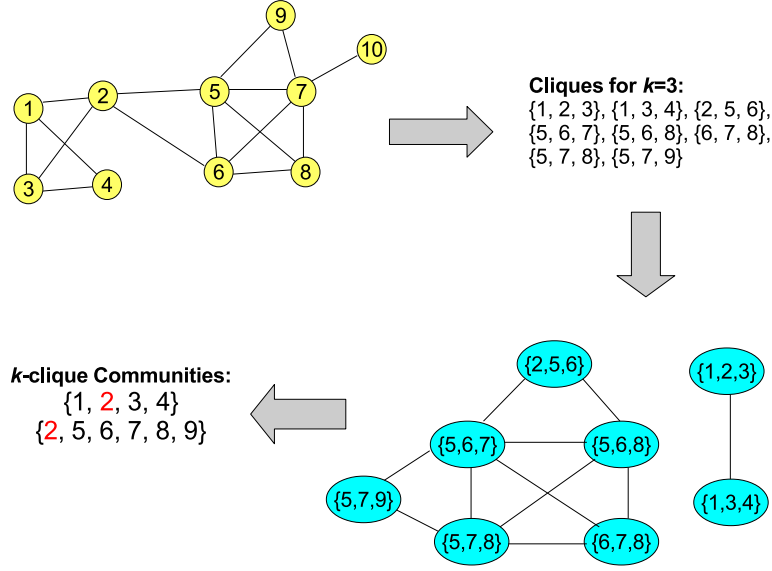 9
10
1
2
5
7
3
4
6
8
Cliques for k=3:
{1, 2, 3}, {1, 3, 4}, {2, 5, 6},
{5, 6, 7}, {5, 6, 8}, {6, 7, 8},
{5, 7, 8}, {5, 7, 9}
{2,5,6}
{1,2,3}
{5,6,7}
{5,6,8}
{5,7,9}
{1,3,4}
{5,7,8}
{6,7,8}
k-clique Communities:
{1, 2, 3, 4}
{2, 5, 6, 7, 8, 9}